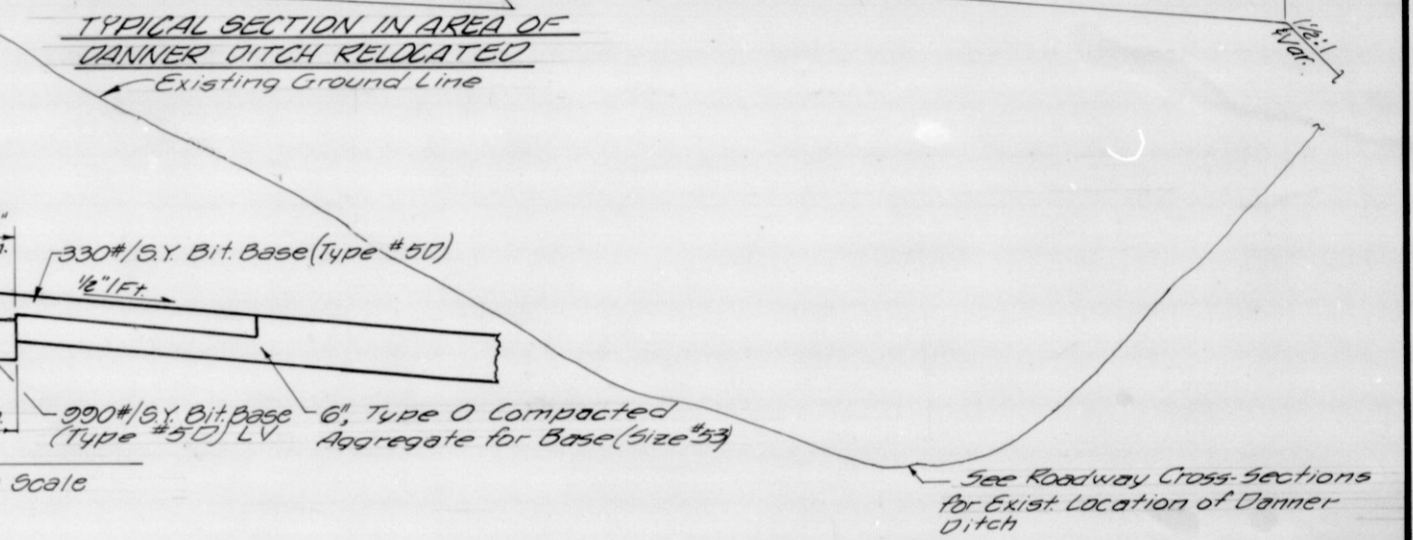 TYPICAL SECTION IN AREA OF
DANNER DITCH RELOCATED
Existing Ground Line
1/2:1
Var.
330#/S.Y. Bit. Base (Type #5D)
1/2"/Ft.
990#/S.Y. Bit. Base
(Type #5D) LV
6", Type O Compacted
Aggregate for Base (Size #53)
Scale
See Roadway Cross-Sections
for Exist. Location of Danner
Ditch